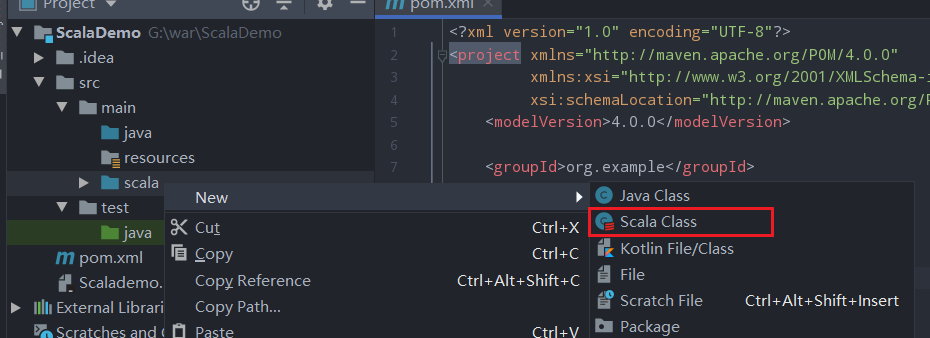 Project
pom.xml
ScalaDemo G:\war\ScalaDemo
.idea
src
main
java
resources
scala
test
java
pom.xml
Scalademo.
External Librari
Scratches and C
1 <?xml version="1.0" encoding="UTF-8"?>
2 <project xmlns="http://maven.apache.org/POM/4.0.0"
3 xmlns:xsi="http://www.w3.org/2001/XMLSchema-i
4 xsi:schemaLocation="http://maven.apache.org/P
5 <modelVersion>4.0.0</modelVersion>
6
7 <groupId>org.example</groupId>
New
Cut Ctrl+X
Copy Ctrl+C
Copy Reference Ctrl+Alt+Shift+C
Copy Path...
Paste Ctrl+V
Java Class
Scala Class
Kotlin File/Class
File
Scratch File Ctrl+Alt+Shift+Insert
Package